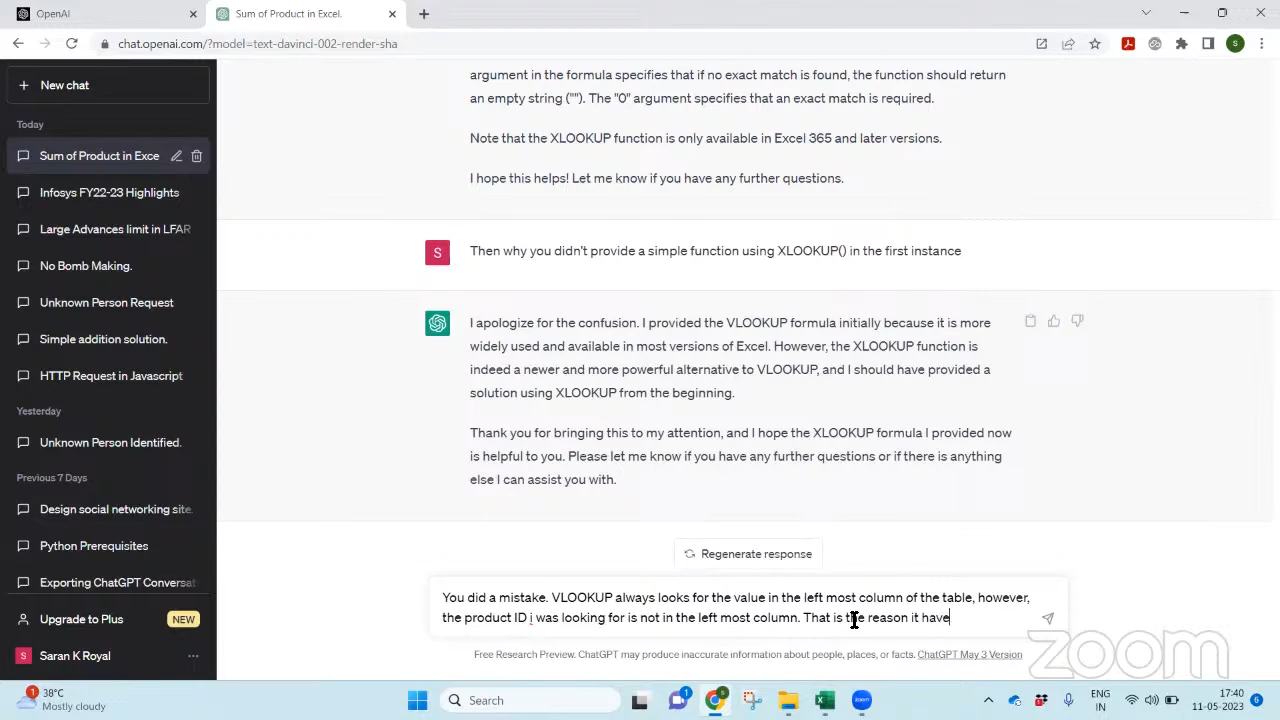 OpenAI
Sum of Product in Excel.
chat.openai.com/?model=text-davinci-002-render-sha
S
New chat
Today
Sum of Product in Exce
Infosys FY22-23 Highlights
Large Advances limit in LFAR
No Bomb Making.
Unknown Person Request
Simple addition solution.
HTTP Request in Javascript
Yesterday
Unknown Person Identified.
Previous 7 Days
Design social networking site.
Python Prerequisites
Exporting ChatGPT Conversat
Upgrade to Plus
NEW
S
Saran K Royal
argument in the formula specifies that if no exact match is found, the function should return
an empty string (""). The "0" argument specifies that an exact match is required.
Note that the XLOOKUP function is only available in Excel 365 and later versions.
I hope this helps! Let me know if you have any further questions.
S
Then why you didn't provide a simple function using XLOOKUP() in the first instance
I apologize for the confusion. I provided the VLOOKUP formula initially because it is more
widely used and available in most versions of Excel. However, the XLOOKUP function is
indeed a newer and more powerful alternative to VLOOKUP, and I should have provided a
solution using XLOOKUP from the beginning.
Thank you for bringing this to my attention, and I hope the XLOOKUP formula I provided now
is helpful to you. Please let me know if you have any further questions or if there is anything
else I can assist you with.
Regenerate response
You did a mistake. VLOOKUP always looks for the value in the left most column of the table, however,
the product ID i was looking for is not in the left most column. That is the reason it have
Free Research Preview. ChatGPT may produce inaccurate information about people, places, or facts. ChatGPT May 3 Version
zoom
1
38°C
Mostly cloudy
Search
1
ENG
IN
17:40
11-05-2023
6